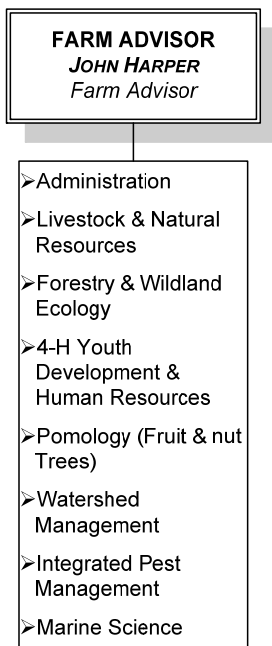 FARM ADVISOR
JOHN HARPER
Farm Advisor
➢Administration
➢Livestock & Natural
Resources
➢Forestry & Wildland
Ecology
➢4-H Youth
Development &
Human Resources
➢Pomology (Fruit & nut
Trees)
➢Watershed
Management
➢Integrated Pest
Management
➢Marine Science